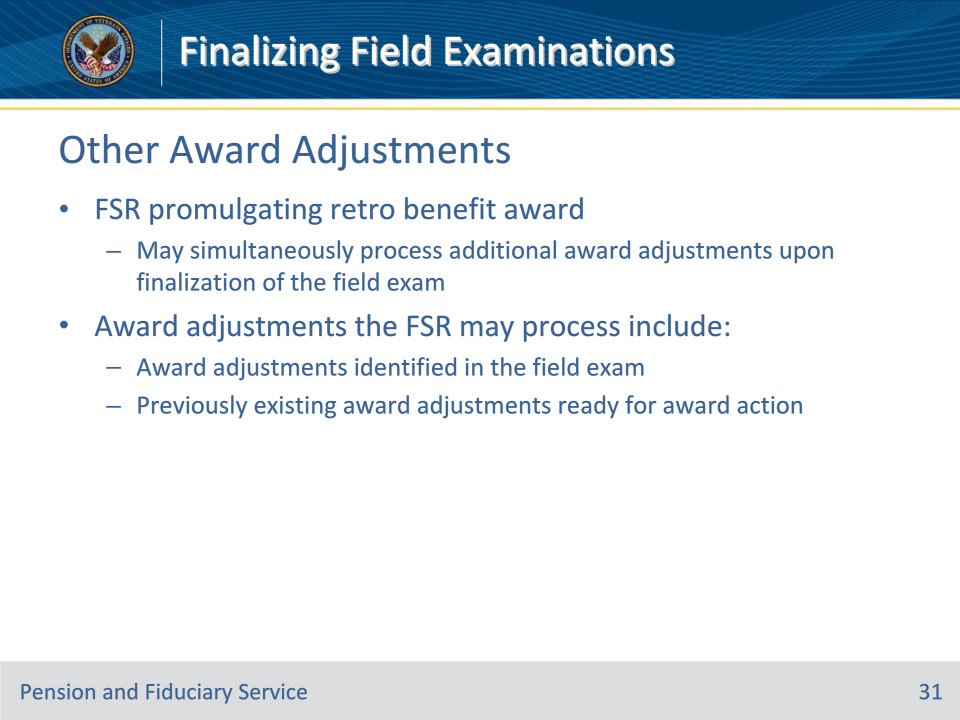 Finalizing Field Examinations
Other Award Adjustments
• FSR promulgating retro benefit award
– May simultaneously process additional award adjustments upon
finalization of the field exam
• Award adjustments the FSR may process include:
– Award adjustments identified in the field exam
– Previously existing award adjustments ready for award action
Pension and Fiduciary Service
31